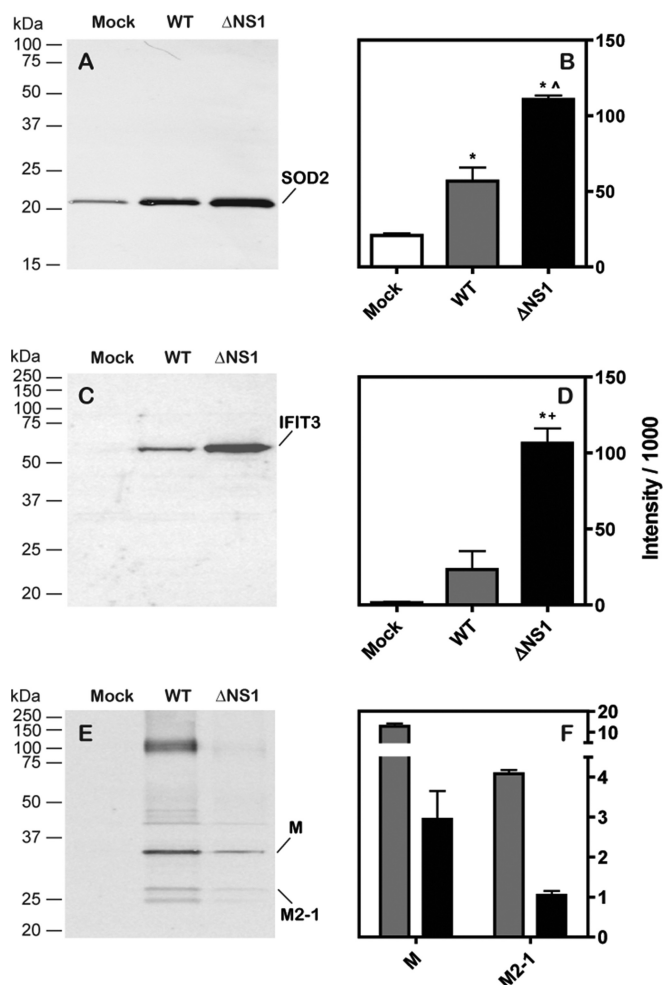 kDa Mock WT ΔNS1
100
75
50
37
25
20
15
A
SOD2
B
* * ^
150
100
50
0
Mock WT ΔNS1
kDa Mock WT ΔNS1
250
150
100
75
50
37
25
20
C
IFIT3
D
*+
150
100
50
0
Mock WT ΔNS1
Intensity / 1000
kDa Mock WT ΔNS1
250
150
100
75
50
37
25
20
E
M
M2-1
F
20
10
4
3
2
1
0
M M2-1